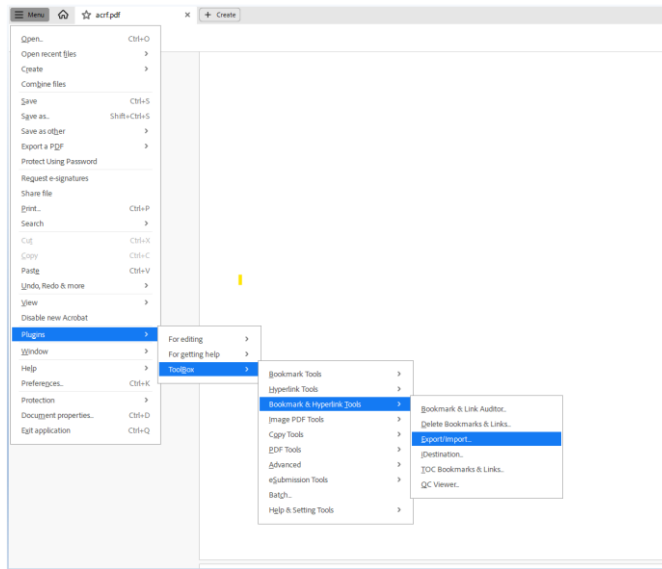 Menu
acrf.pdf
Create
Open.. Ctrl+O
Open recent files
Create
Combine files
Save Ctrl+S
Save as.. Shift+Ctrl+S
Save as other
Export a PDF
Protect Using Password
Request e-signatures
Share file
Print.. Ctrl+P
Search
Cut Ctrl+X
Copy Ctrl+C
Paste Ctrl+V
Undo, Redo & more
View
Disable new Acrobat
Plugins
Window
Help
Preferences.. Ctrl+K
Protection
Document properties.. Ctrl+D
Exit application Ctrl+Q
For editing
For getting help
ToolBox
Bookmark Tools
Hyperlink Tools
Bookmark & Hyperlink Tools
Image PDF Tools
Copy Tools
PDF Tools
Advanced
eSubmission Tools
Batch..
Help & Setting Tools
Bookmark & Link Auditor..
Delete Bookmarks & Links..
Export/Import..
iDestination..
TOC Bookmarks & Links..
QC Viewer..